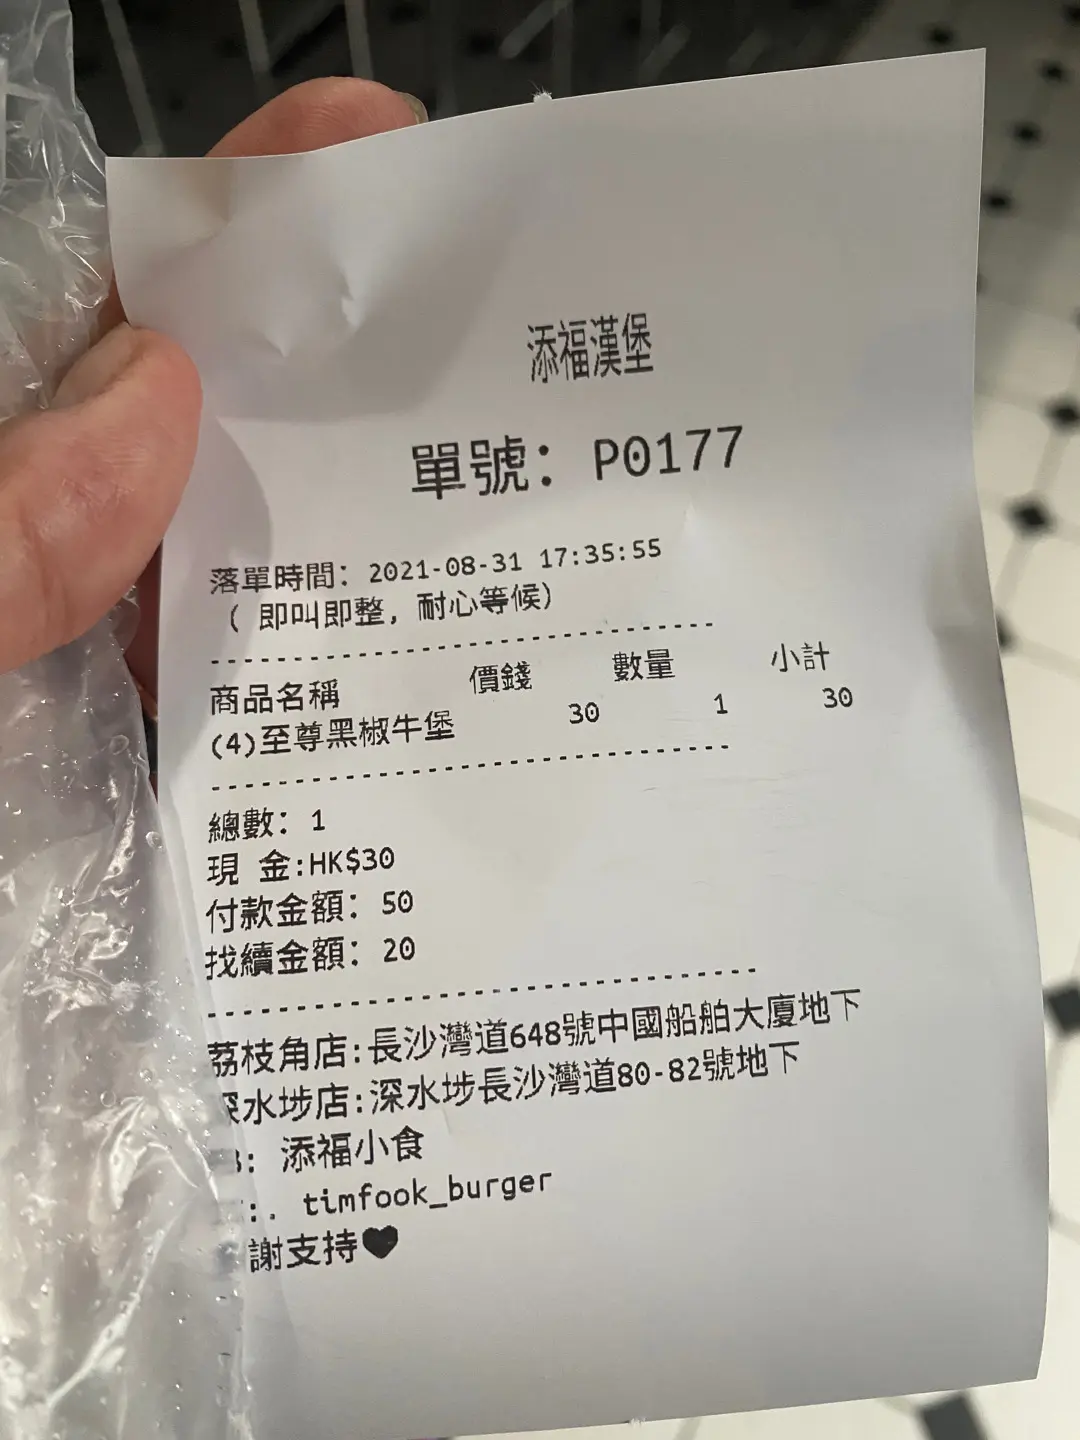 添福漢堡
單號: P0177
落單時間: 2021-08-31 17:35:55
( 即叫即整, 耐心等候)
商品名稱 價錢 數量 小計
(4)至尊黑椒牛堡 30 1 30
總數: 1
現 金:HK$30
付款金額: 50
找續金額: 20
荔枝角店:長沙灣道648號中國船舶大廈地下
深水埗店:深水埗長沙灣道80-82號地下
: 添福小食
:. timfook_burger
謝支持♥